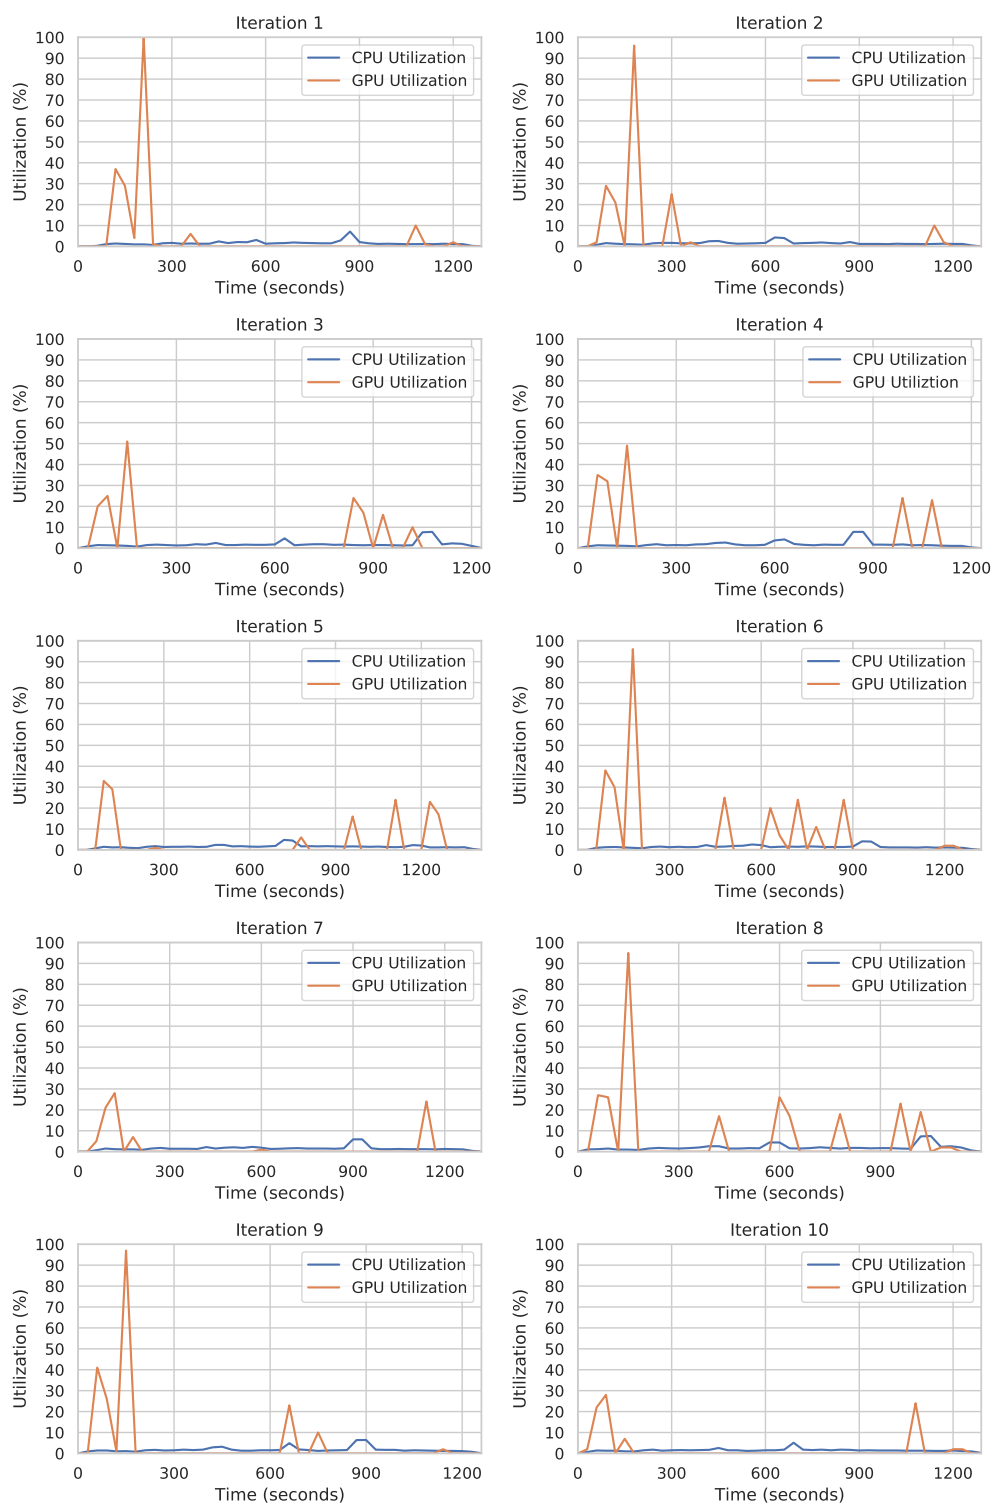 Iteration 1
100
90
80
70
60
50
40
30
20
10
0
Utilization (%)
CPU Utilization
GPU Utilization
0 300 600 900 1200
Time (seconds)
Iteration 2
100
90
80
70
60
50
40
30
20
10
0
Utilization (%)
CPU Utilization
GPU Utilization
0 300 600 900 1200
Time (seconds)
Iteration 3
100
90
80
70
60
50
40
30
20
10
0
Utilization (%)
CPU Utilization
GPU Utilization
0 300 600 900 1200
Time (seconds)
Iteration 4
100
90
80
70
60
50
40
30
20
10
0
Utilization (%)
CPU Utilization
GPU Utiliztion
0 300 600 900 1200
Time (seconds)
Iteration 5
100
90
80
70
60
50
40
30
20
10
0
Utilization (%)
CPU Utilization
GPU Utilization
0 300 600 900 1200
Time (seconds)
Iteration 6
100
90
80
70
60
50
40
30
20
10
0
Utilization (%)
CPU Utilization
GPU Utilization
0 300 600 900 1200
Time (seconds)
Iteration 7
100
90
80
70
60
50
40
30
20
10
0
Utilization (%)
CPU Utilization
GPU Utilization
0 300 600 900 1200
Time (seconds)
Iteration 8
100
90
80
70
60
50
40
30
20
10
0
Utilization (%)
CPU Utilization
GPU Utilization
0 300 600 900
Time (seconds)
Iteration 9
100
90
80
70
60
50
40
30
20
10
0
Utilization (%)
CPU Utilization
GPU Utilization
0 300 600 900 1200
Time (seconds)
Iteration 10
100
90
80
70
60
50
40
30
20
10
0
Utilization (%)
CPU Utilization
GPU Utilization
0 300 600 900 1200
Time (seconds)